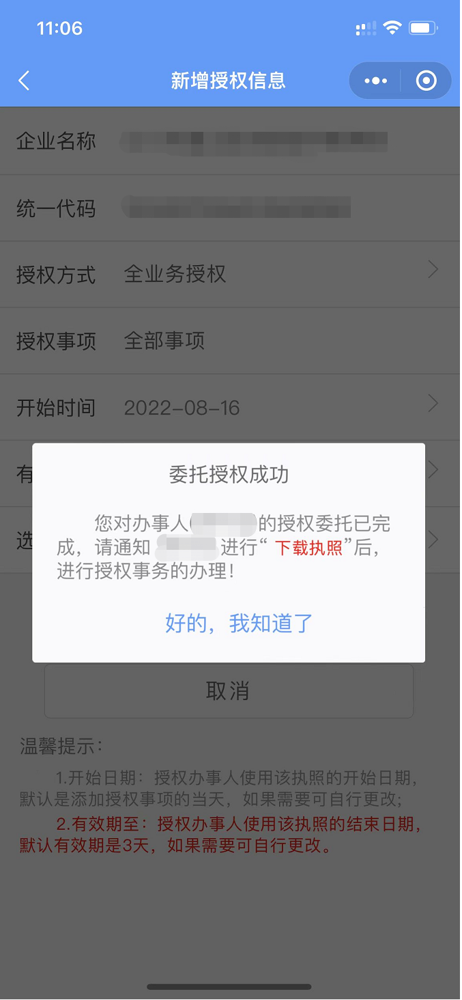 11:06
新增授权信息
企业名称
统一代码
授权方式 全业务授权
授权事项 全部事项
开始时间 2022-08-16
有
选
委托授权成功
您对办事人( )的授权委托已完
成，请通知 进行“ 下载执照”后，
进行授权事务的办理！
好的，我知道了
取消
温馨提示：
1.开始日期：授权办事人使用该执照的开始日期，
默认是添加授权事项的当天，如果需要可自行更改；
2.有效期至：授权办事人使用该执照的结束日期，
默认有效期是3天，如果需要可自行更改。